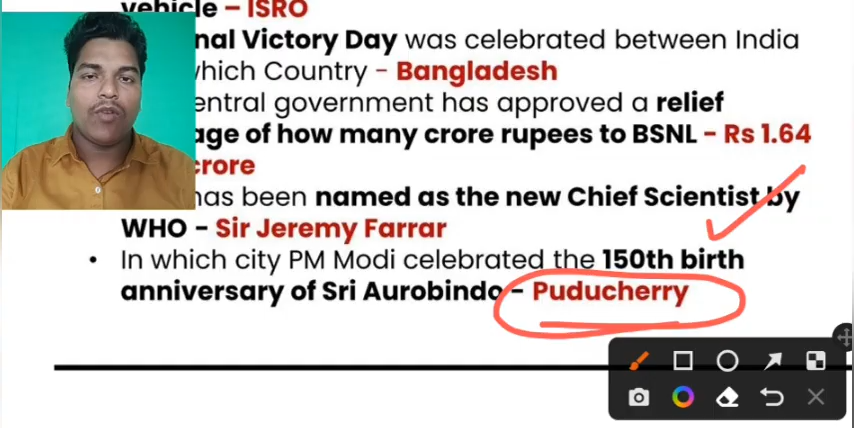 vehicle – ISRO
nal Victory Day was celebrated between India
which Country - Bangladesh
entral government has approved a relief
age of how many crore rupees to BSNL – Rs 1.64
crore
has been named as the new Chief Scientist by
WHO – Sir Jeremy Farrar
• In which city PM Modi celebrated the 150th birth
anniversary of Sri Aurobindo – Puducherry